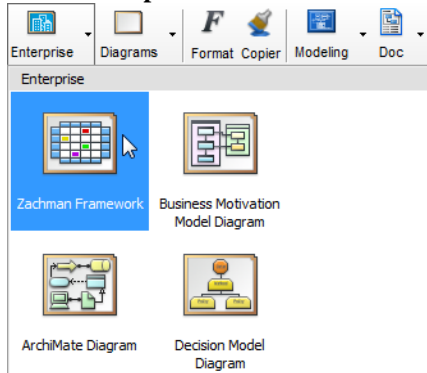 Enterprise Diagrams Format Copier Modeling Doc
Enterprise
Zachman Framework Business Motivation
Model Diagram
ArchiMate Diagram Decision Model
Diagram